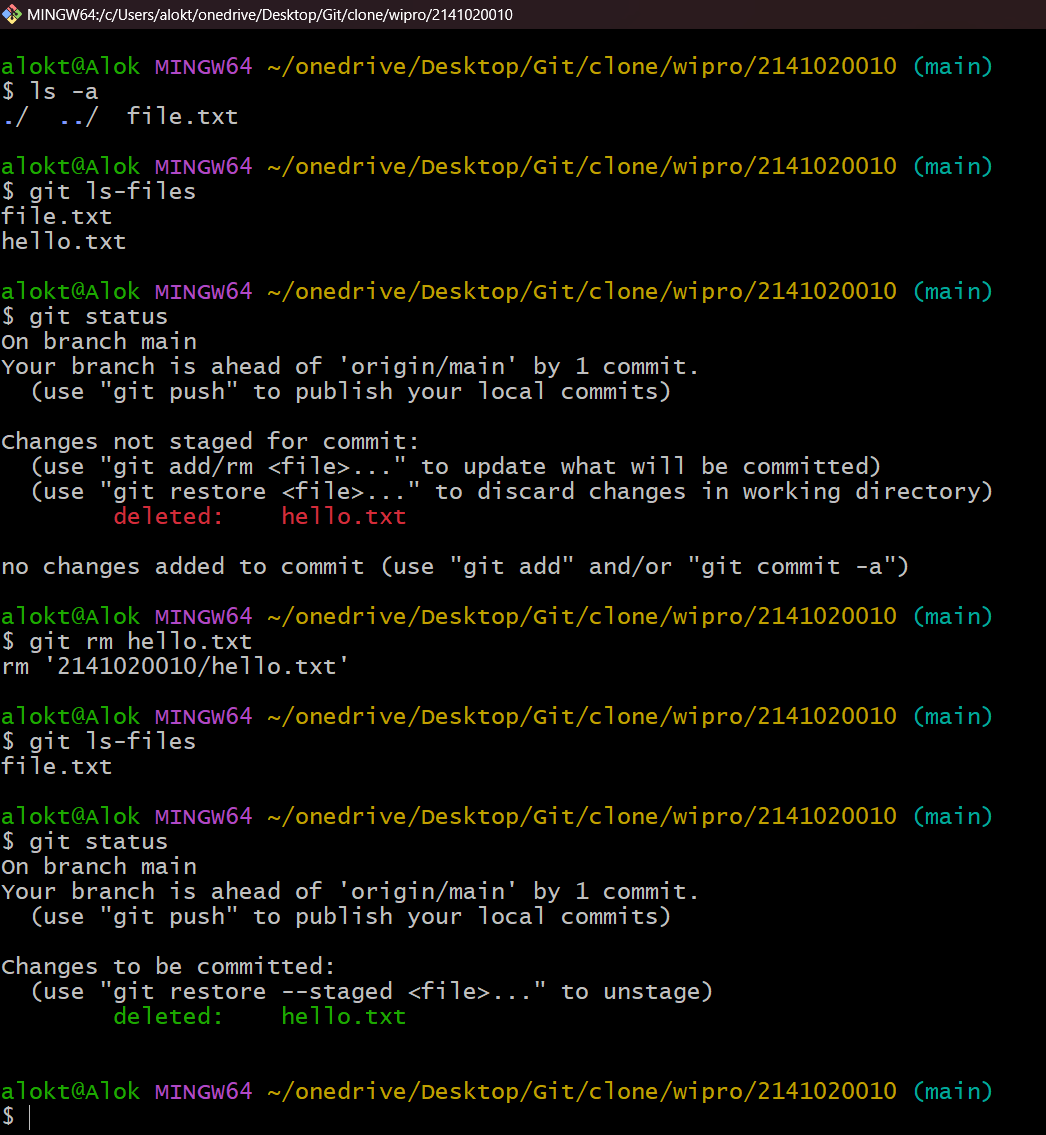 MINGW64:/c/Users/alokt/onedrive/Desktop/Git/clone/wipro/2141020010
alokt@Alok MINGW64 ~/onedrive/Desktop/Git/clone/wipro/2141020010 (main)
$ ls -a
./  ../  file.txt
alokt@Alok MINGW64 ~/onedrive/Desktop/Git/clone/wipro/2141020010 (main)
$ git ls-files
file.txt
hello.txt
alokt@Alok MINGW64 ~/onedrive/Desktop/Git/clone/wipro/2141020010 (main)
$ git status
On branch main
Your branch is ahead of 'origin/main' by 1 commit.
  (use "git push" to publish your local commits)
Changes not staged for commit:
  (use "git add/rm <file>..." to update what will be committed)
  (use "git restore <file>..." to discard changes in working directory)
        deleted:    hello.txt
no changes added to commit (use "git add" and/or "git commit -a")
alokt@Alok MINGW64 ~/onedrive/Desktop/Git/clone/wipro/2141020010 (main)
$ git rm hello.txt
rm '2141020010/hello.txt'
alokt@Alok MINGW64 ~/onedrive/Desktop/Git/clone/wipro/2141020010 (main)
$ git ls-files
file.txt
alokt@Alok MINGW64 ~/onedrive/Desktop/Git/clone/wipro/2141020010 (main)
$ git status
On branch main
Your branch is ahead of 'origin/main' by 1 commit.
  (use "git push" to publish your local commits)
Changes to be committed:
  (use "git restore --staged <file>..." to unstage)
        deleted:    hello.txt
alokt@Alok MINGW64 ~/onedrive/Desktop/Git/clone/wipro/2141020010 (main)
$